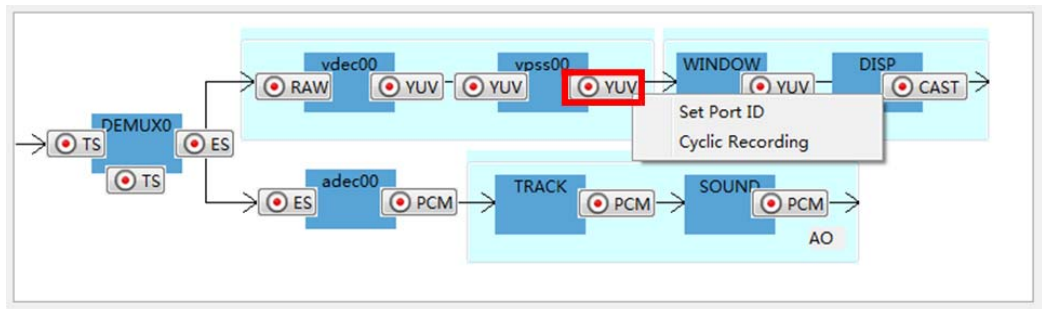 vdec00
vpss00
WINDOW
DISP
RAW
YUV
YUV
YUV
YUV
CAST
Set Port ID
Cyclic Recording
DEMUX0
TS
ES
TS
adec00
TRACK
SOUND
ES
PCM
PCM
PCM
AO